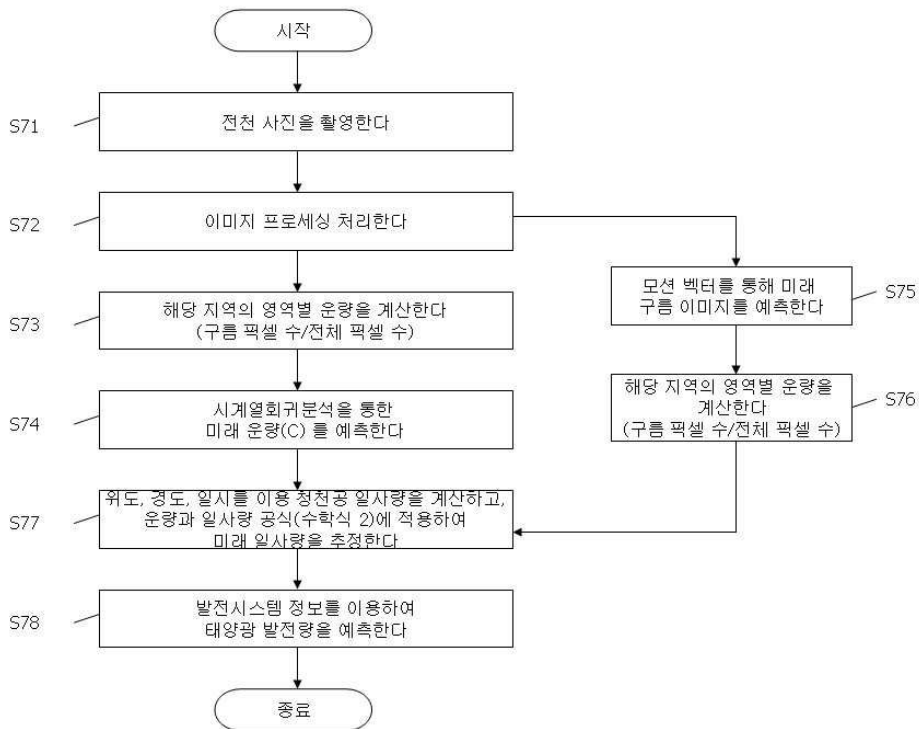 시작
S71
전천 사진을 촬영한다
S72
이미지 프로세싱 처리한다
S73
해당 지역의 영역별 운량을 계산한다
(구름 픽셀 수/전체 픽셀 수)
S74
시계열회귀분석을 통한
미래 운량(C) 를 예측한다
모션 벡터를 통해 미래
구름 이미지를 예측한다
S75
해당 지역의 영역별 운량을
계산한다
(구름 픽셀 수/전체 픽셀 수)
S76
S77
위도, 경도, 일시를 이용 청천공 일사량을 계산하고,
운량과 일사량 공식(수학식 2)에 적용하여
미래 일사량을 추정한다
S78
발전시스템 정보를 이용하여
태양광 발전량을 예측한다
종료